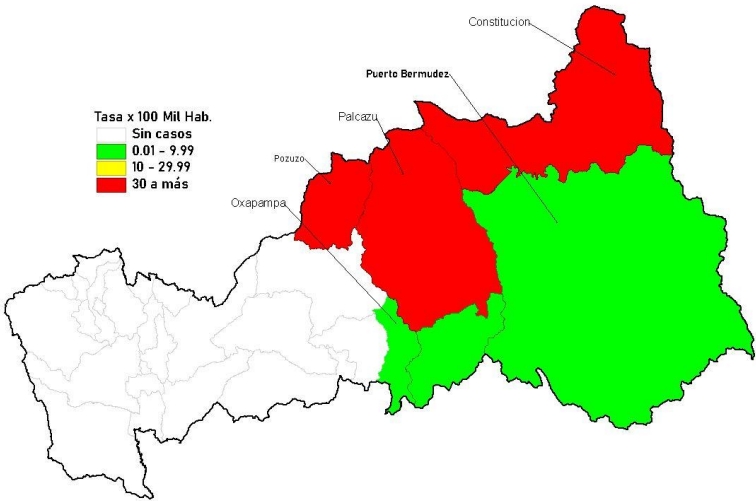 Constitucion
Puerto Bermudez
Tasa x 100 Mil Hab.
Sin casos
0.01 - 9.99
10 - 29.99
30 a más
Palcazu
Pozuzo
Oxapampa